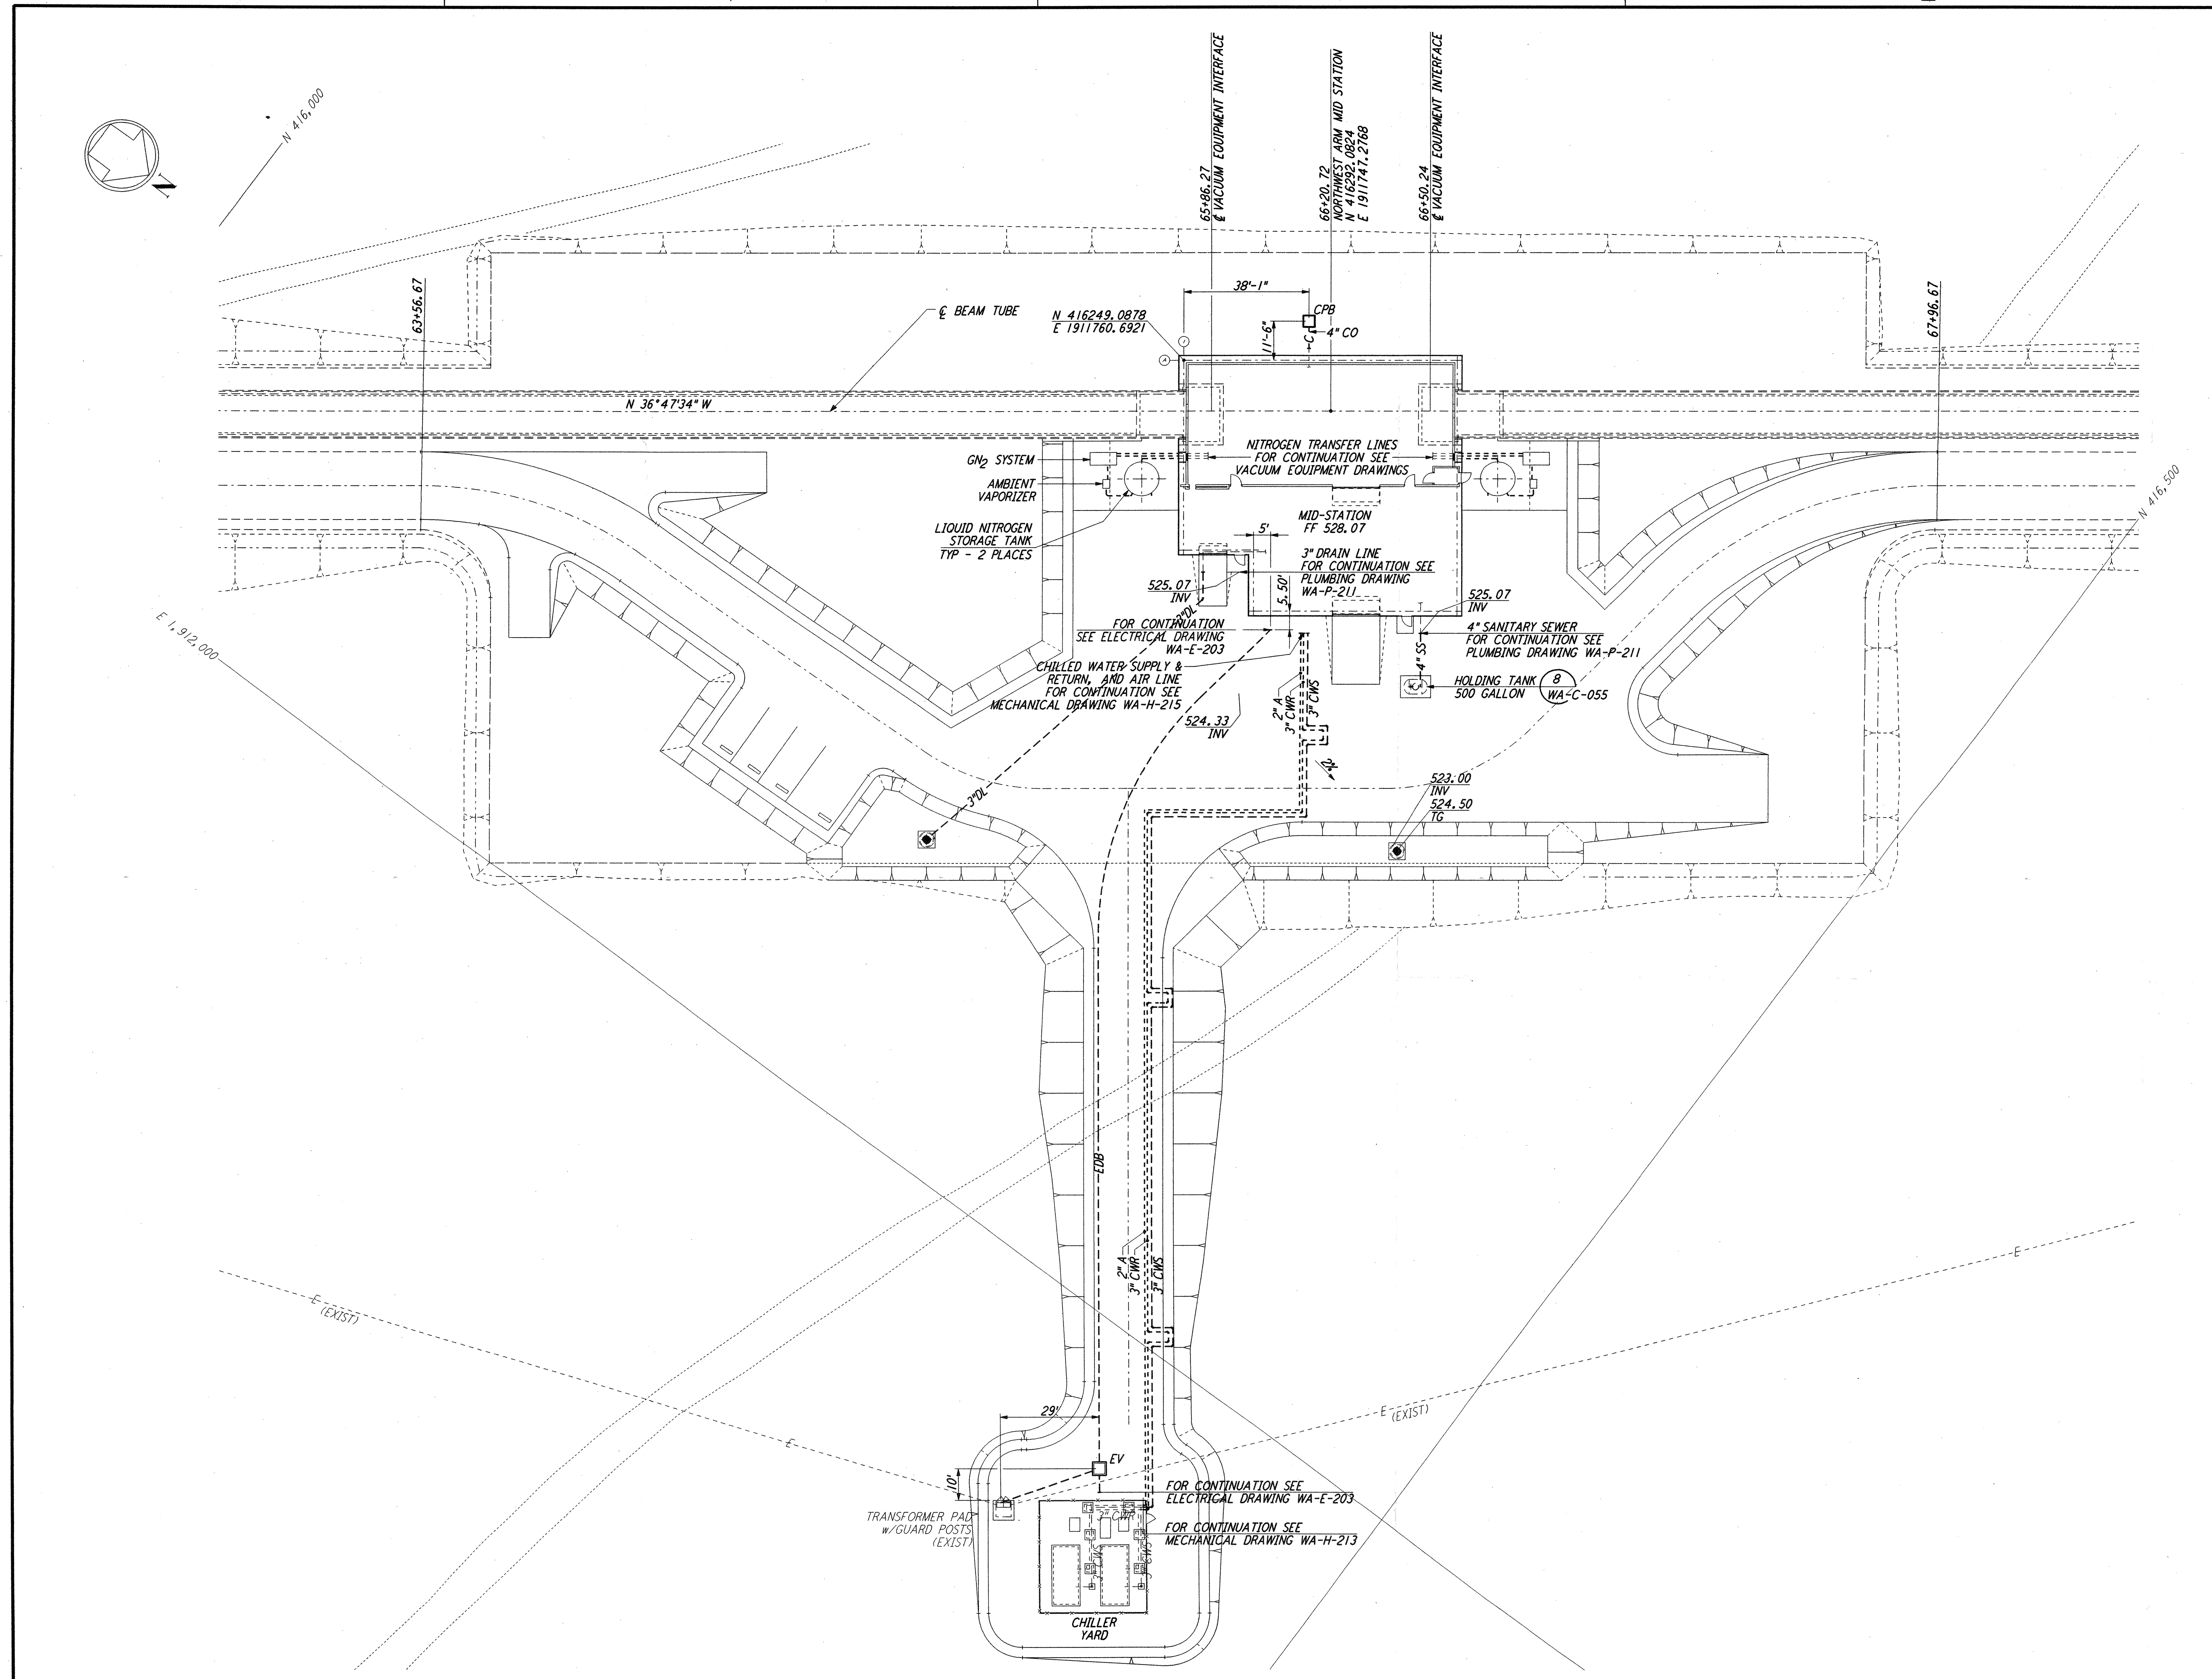 N 416,000
N
65+86.27
℄ VACUUM EQUIPMENT INTERFACE
66+20.72
NORTHWEST ARM MID STATION
N 416292.0824
E 1911747.2768
66+50.24
℄ VACUUM EQUIPMENT INTERFACE
63+56.67
℄ BEAM TUBE
N 416249.0878
E 1911760.6921
38'-1"
CPB
4" CO
C
11'-6"
67+96.67
N 36°47'34" W
NITROGEN TRANSFER LINES
FOR CONTINUATION SEE
VACUUM EQUIPMENT DRAWINGS
GN2 SYSTEM
AMBIENT
VAPORIZER
LIQUID NITROGEN
STORAGE TANK
TYP - 2 PLACES
N 416,500
MID-STATION
FF 528.07
5'
3" DRAIN LINE
FOR CONTINUATION SEE
PLUMBING DRAWING
WA-P-211
525.07
INV
5.50'
525.07
INV
3"DL
FOR CONTINUATION
SEE ELECTRICAL DRAWING
WA-E-203
4" SANITARY SEWER
FOR CONTINUATION SEE
PLUMBING DRAWING WA-P-211
4" SS
E 1,912,000
CHILLED WATER SUPPLY &
RETURN, AND AIR LINE
FOR CONTINUATION SEE
MECHANICAL DRAWING WA-H-215
HOLDING TANK
500 GALLON
8
WA-C-055
2" A
3" CWR
3" CWS
524.33
INV
2%
523.00
INV
524.50
TG
3"DL
EDB
2" A
3" CWR
3" CWS
E
(EXIST)
E
E
E
(EXIST)
29'
10'
EV
FOR CONTINUATION SEE
ELECTRICAL DRAWING WA-E-203
TRANSFORMER PAD
w/GUARD POSTS
(EXIST)
3" CWR
FOR CONTINUATION SEE
MECHANICAL DRAWING WA-H-213
3" CWS
3" CWS
CHILLER
YARD